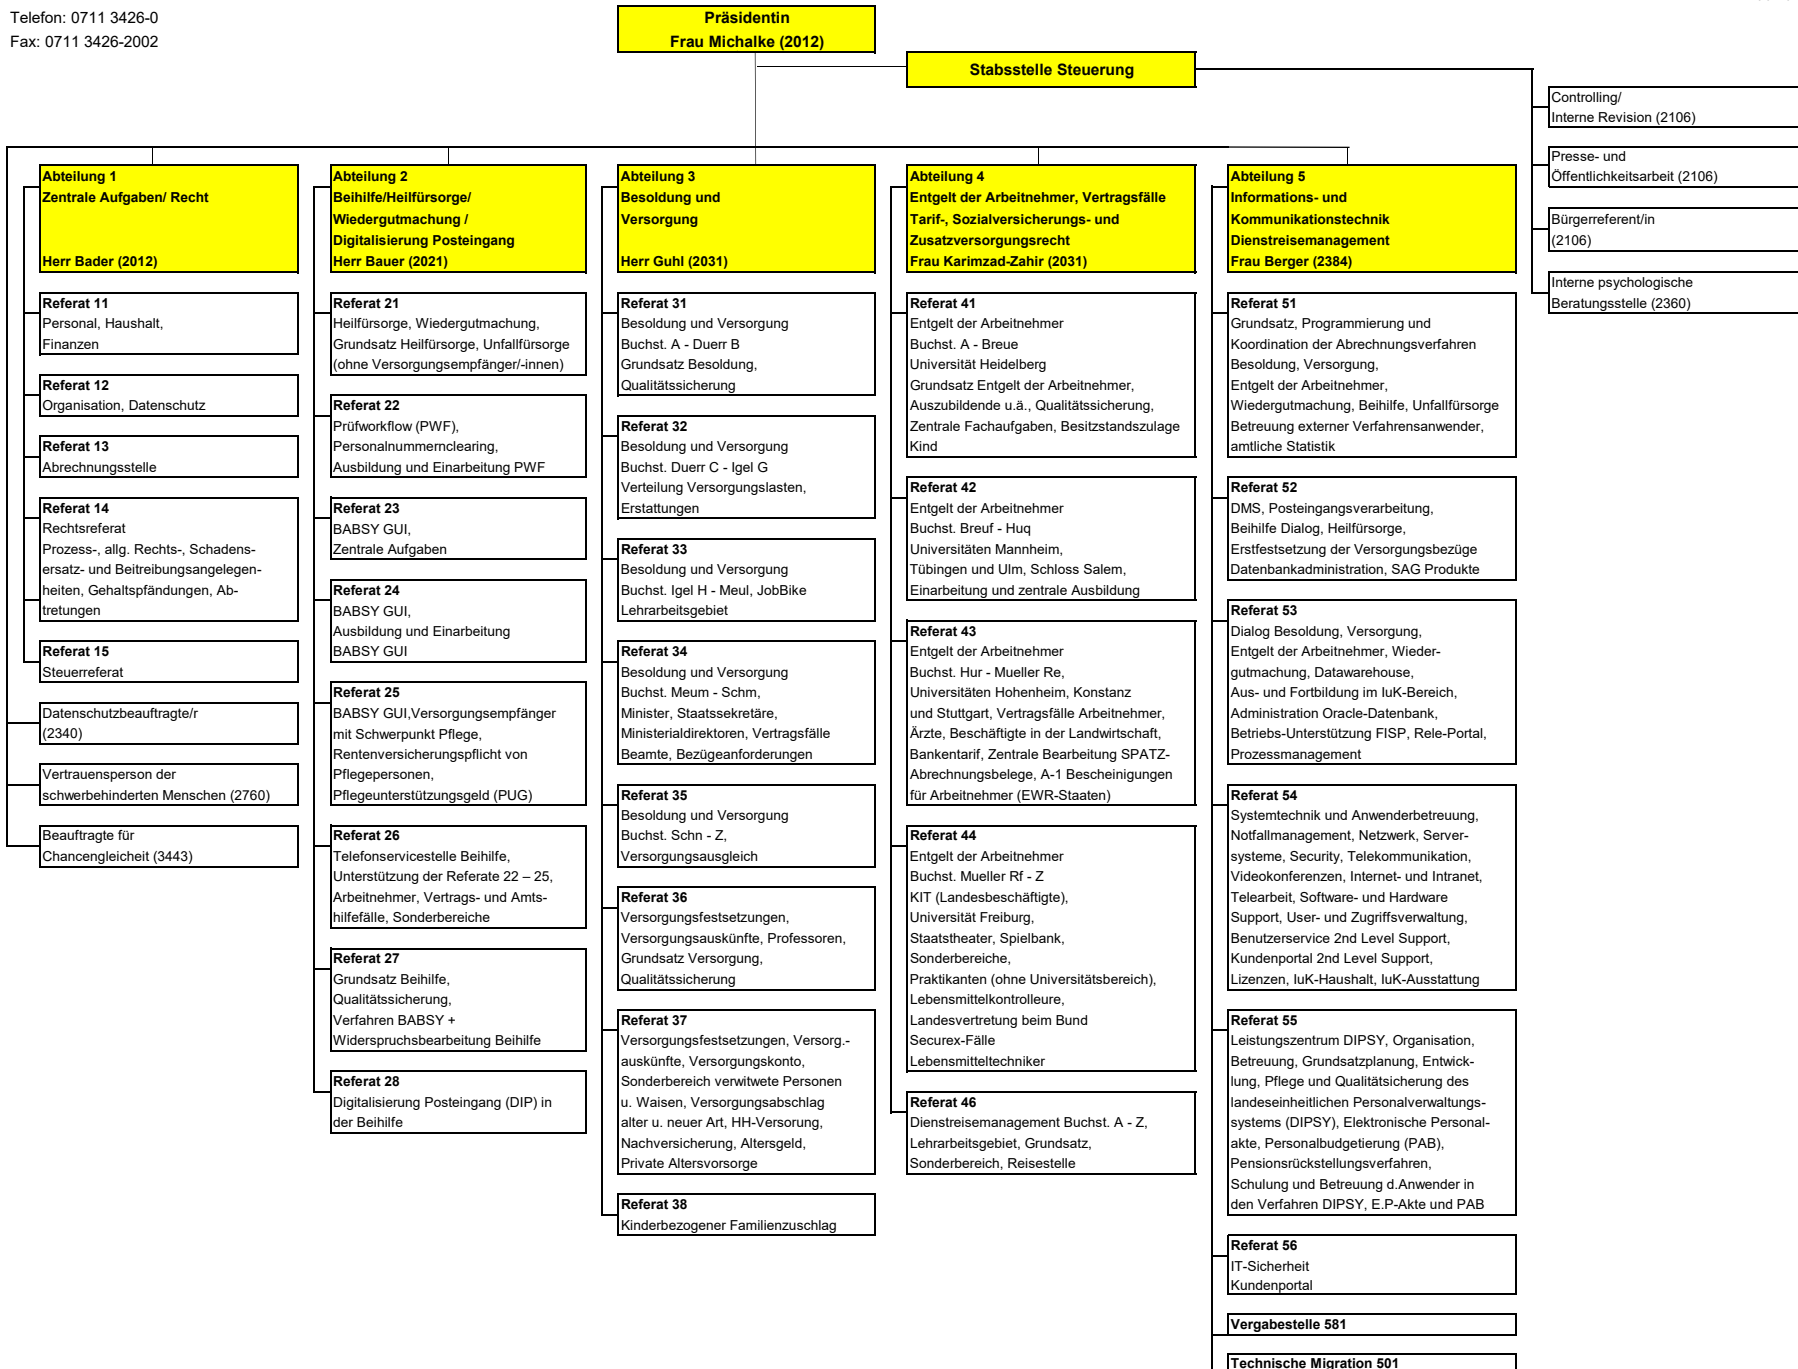 Telefon: 0711 3426-0
Fax: 0711 3426-2002
Präsidentin
Frau Michalke (2012)
Stabsstelle Steuerung
Controlling/
Interne Revision (2106)
Presse- und
Öffentlichkeitsarbeit (2106)
Bürgerreferent/in
(2106)
Interne psychologische
Beratungsstelle (2360)
Abteilung 1
Zentrale Aufgaben/ Recht
Herr Bader (2012)
Referat 11
Personal, Haushalt,
Finanzen
Referat 12
Organisation, Datenschutz
Referat 13
Abrechnungsstelle
Referat 14
Rechtsreferat
Prozess-, allg. Rechts-, Schadens-
ersatz- und Beitreibungsangelegen-
heiten, Gehaltspfändungen, Ab-
tretungen
Referat 15
Steuerreferat
Datenschutzbeauftragte/r
(2340)
Vertrauensperson der
schwerbehinderten Menschen (2760)
Beauftragte für
Chancengleicheit (3443)
Abteilung 2
Beihilfe/Heilfürsorge/
Wiedergutmachung /
Digitalisierung Posteingang
Herr Bauer (2021)
Referat 21
Heilfürsorge, Wiedergutmachung,
Grundsatz Heilfürsorge, Unfallfürsorge
(ohne Versorgungsempfänger/-innen)
Referat 22
Prüfworkflow (PWF),
Personalnummernclearing,
Ausbildung und Einarbeitung PWF
Referat 23
BABSY GUI,
Zentrale Aufgaben
Referat 24
BABSY GUI,
Ausbildung und Einarbeitung
BABSY GUI
Referat 25
BABSY GUI,Versorgungsempfänger
mit Schwerpunkt Pflege,
Rentenversicherungspflicht von
Pflegepersonen,
Pflegeunterstützungsgeld (PUG)
Referat 26
Telefonservicestelle Beihilfe,
Unterstützung der Referate 22 – 25,
Arbeitnehmer, Vertrags- und Amts-
hilfefälle, Sonderbereiche
Referat 27
Grundsatz Beihilfe,
Qualitätssicherung,
Verfahren BABSY +
Widerspruchsbearbeitung Beihilfe
Referat 28
Digitalisierung Posteingang (DIP) in
der Beihilfe
Abteilung 3
Besoldung und
Versorgung
Herr Guhl (2031)
Referat 31
Besoldung und Versorgung
Buchst. A - Duerr B
Grundsatz Besoldung,
Qualitätssicherung
Referat 32
Besoldung und Versorgung
Buchst. Duerr C - Igel G
Verteilung Versorgungslasten,
Erstattungen
Referat 33
Besoldung und Versorgung
Buchst. Igel H - Meul, JobBike
Lehrarbeitsgebiet
Referat 34
Besoldung und Versorgung
Buchst. Meum - Schm,
Minister, Staatssekretäre,
Ministerialdirektoren, Vertragsfälle
Beamte, Bezügeanforderungen
Referat 35
Besoldung und Versorgung
Buchst. Schn - Z,
Versorgungsausgleich
Referat 36
Versorgungsfestsetzungen,
Versorgungsauskünfte, Professoren,
Grundsatz Versorgung,
Qualitätssicherung
Referat 37
Versorgungsfestsetzungen, Versorg.-
auskünfte, Versorgungskonto,
Sonderbereich verwitwete Personen
u. Waisen, Versorgungsabschlag
alter u. neuer Art, HH-Versorung,
Nachversicherung, Altersgeld,
Private Altersvorsorge
Referat 38
Kinderbezogener Familienzuschlag
Abteilung 4
Entgelt der Arbeitnehmer, Vertragsfälle
Tarif-, Sozialversicherungs- und
Zusatzversorgungsrecht
Frau Karimzad-Zahir (2031)
Referat 41
Entgelt der Arbeitnehmer
Buchst. A - Breue
Universität Heidelberg
Grundsatz Entgelt der Arbeitnehmer,
Auszubildende u.ä., Qualitätssicherung,
Zentrale Fachaufgaben, Besitzstandszulage
Kind
Referat 42
Entgelt der Arbeitnehmer
Buchst. Breuf - Huq
Universitäten Mannheim,
Tübingen und Ulm, Schloss Salem,
Einarbeitung und zentrale Ausbildung
Referat 43
Entgelt der Arbeitnehmer
Buchst. Hur - Mueller Re,
Universitäten Hohenheim, Konstanz
und Stuttgart, Vertragsfälle Arbeitnehmer,
Ärzte, Beschäftigte in der Landwirtschaft,
Bankentarif, Zentrale Bearbeitung SPATZ-
Abrechnungsbelege, A-1 Bescheinigungen
für Arbeitnehmer (EWR-Staaten)
Referat 44
Entgelt der Arbeitnehmer
Buchst. Mueller Rf - Z
KIT (Landesbeschäftigte),
Universität Freiburg,
Staatstheater, Spielbank,
Sonderbereiche,
Praktikanten (ohne Universitätsbereich),
Lebensmittelkontrolleure,
Landesvertretung beim Bund
Securex-Fälle
Lebensmitteltechniker
Referat 46
Dienstreisemanagement Buchst. A - Z,
Lehrarbeitsgebiet, Grundsatz,
Sonderbereich, Reisestelle
Abteilung 5
Informations- und
Kommunikationstechnik
Dienstreisemanagement
Frau Berger (2384)
Referat 51
Grundsatz, Programmierung und
Koordination der Abrechnungsverfahren
Besoldung, Versorgung,
Entgelt der Arbeitnehmer,
Wiedergutmachung, Beihilfe, Unfallfürsorge
Betreuung externer Verfahrensanwender,
amtliche Statistik
Referat 52
DMS, Posteingangsverarbeitung,
Beihilfe Dialog, Heilfürsorge,
Erstfestsetzung der Versorgungsbezüge
Datenbankadministration, SAG Produkte
Referat 53
Dialog Besoldung, Versorgung,
Entgelt der Arbeitnehmer, Wieder-
gutmachung, Datawarehouse,
Aus- und Fortbildung im IuK-Bereich,
Administration Oracle-Datenbank,
Betriebs-Unterstützung FISP, Rele-Portal,
Prozessmanagement
Referat 54
Systemtechnik und Anwenderbetreuung,
Notfallmanagement, Netzwerk, Server-
systeme, Security, Telekommunikation,
Videokonferenzen, Internet- und Intranet,
Telearbeit, Software- und Hardware
Support, User- und Zugriffsverwaltung,
Benutzerservice 2nd Level Support,
Kundenportal 2nd Level Support,
Lizenzen, IuK-Haushalt, IuK-Ausstattung
Referat 55
Leistungszentrum DIPSY, Organisation,
Betreuung, Grundsatzplanung, Entwick-
lung, Pflege und Qualitätsicherung des
landeseinheitlichen Personalverwaltungs-
systems (DIPSY), Elektronische Personal-
akte, Personalbudgetierung (PAB),
Pensionsrückstellungsverfahren,
Schulung und Betreuung d.Anwender in
den Verfahren DIPSY, E.P-Akte und PAB
Referat 56
IT-Sicherheit
Kundenportal
Vergabestelle 581
Technische Migration 501